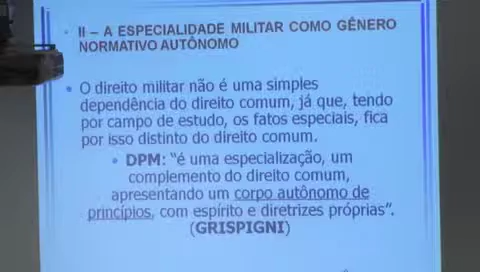 • II – A ESPECIALIDADE MILITAR COMO GÊNERO
NORMATIVO AUTÔNOMO
• O direito militar não é uma simples
dependência do direito comum, já que, tendo
por campo de estudo, os fatos especiais, fica
por isso distinto do direito comum.
• DPM: “é uma especialização, um
complemento do direito comum,
apresentando um corpo autônomo de
princípios, com espírito e diretrizes próprias”.
(GRISPIGNI)